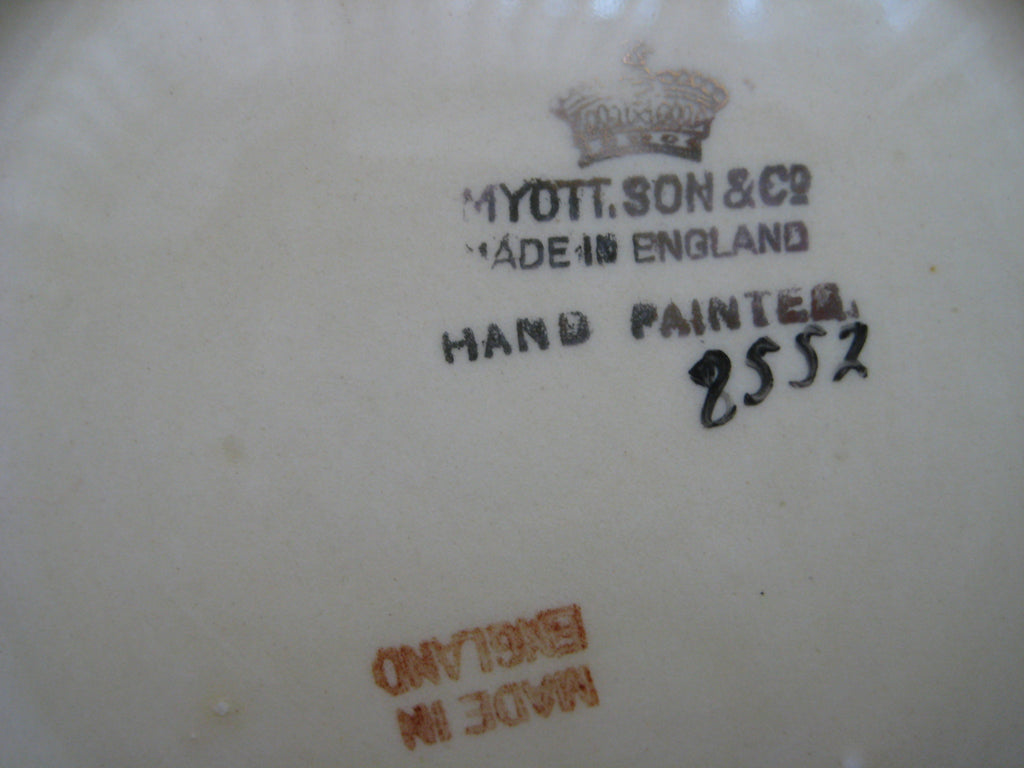 MYOTT. SON & Cº
MADE IN ENGLAND
HAND PAINTED.
8552
MADE IN
ENGLAND